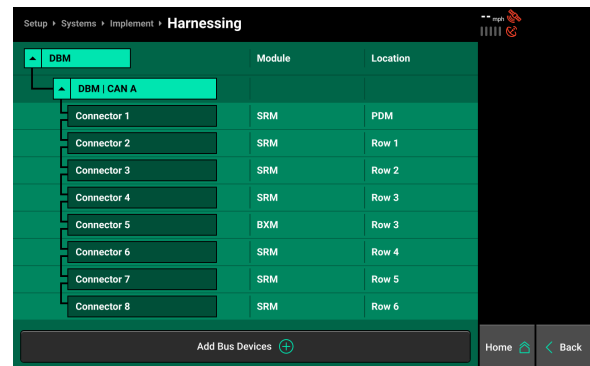 Setup ‣ Systems ‣ Implement ‣ Harnessing
-- mph
DBM Module Location
DBM | CAN A
Connector 1 SRM PDM
Connector 2 SRM Row 1
Connector 3 SRM Row 2
Connector 4 SRM Row 3
Connector 5 BXM Row 3
Connector 6 SRM Row 4
Connector 7 SRM Row 5
Connector 8 SRM Row 6
Add Bus Devices
Home Back